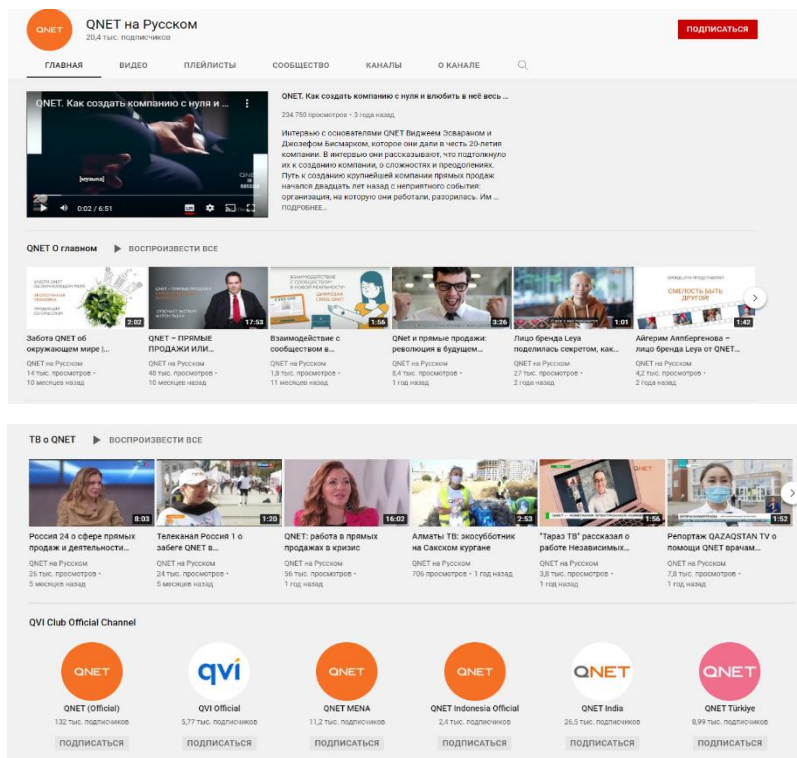 QNET
QNET на Русском
20,4 тыс. подписчиков
ПОДПИСАТЬСЯ
ГЛАВНАЯ ВИДЕО ПЛЕЙЛИСТЫ СООБЩЕСТВО КАНАЛЫ О КАНАЛЕ
QNET. Как создать компанию с нуля и ...
[музыка]
0:02 / 6:51
QNET. Как создать компанию с нуля и влюбить в неё весь ...
234 750 просмотров • 3 года назад
Интервью с основателями QNET Виджеем Эсвараном и
Джозефом Бисмарком, которое они дали в честь 20-летия
компании. В интервью они рассказывают, что подтолкнуло
их к созданию компании, о сложностях и преодолениях.
Путь к созданию крупнейшей компании прямых продаж
начался двадцать лет назад с неприятного события:
организация, на которую они работали, разорилась. Им ...
ПОДРОБНЕЕ...
QNET О главном ВОСПРОИЗВЕСТИ ВСЕ
2:02 17:53 1:56 3:26 1:01 1:42
ВЗАИМОДЕЙСТВИЕ
С СООБЩЕСТВОМ
В НОВОЙ РЕАЛЬНОСТИ
СМЕЛОСТЬ БЫТЬ
ДРУГОЙ!
Забота QNET об
окружающем мире |...
QNET на Русском
14 тыс. просмотров •
10 месяцев назад
QNET – ПРЯМЫЕ
ПРОДАЖИ ИЛИ...
QNET на Русском
48 тыс. просмотров •
10 месяцев назад
Взаимодействие с
сообществом в...
QNET на Русском
1,8 тыс. просмотров •
11 месяцев назад
QNet и прямые продажи:
революция в будущем...
QNET на Русском
8,4 тыс. просмотров •
1 год назад
Лицо бренда Leya
поделилась секретом, как...
QNET на Русском
27 тыс. просмотров •
2 года назад
Айгерим Алпбергенова –
лицо бренда Leya от QNET...
QNET на Русском
4,2 тыс. просмотров •
2 года назад
ТВ о QNET ВОСПРОИЗВЕСТИ ВСЕ
8:03 1:20 16:02 2:53 1:56 1:52
Россия 24 о сфере прямых
продаж и деятельности...
QNET на Русском
26 тыс. просмотров •
5 месяцев назад
Телеканал Россия 1 о
забеге QNET в...
QNET на Русском
24 тыс. просмотров •
5 месяцев назад
QNET: работа в прямых
продажах в кризис
QNET на Русском
56 тыс. просмотров •
1 год назад
Алматы ТВ: экосубботник
на Сакском кургане
QNET на Русском
706 просмотров • 1 год назад
"Тараз ТВ" рассказал о
работе Независимых...
QNET на Русском
3,8 тыс. просмотров •
1 год назад
Репортаж QAZAQSTAN TV о
помощи QNET врачам...
QNET на Русском
7,8 тыс. просмотров •
1 год назад
QVI Club Official Channel
QNET qvi QNET QNET QNET QNET
QNET (Official) QVI Official QNET MENA QNET Indonesia Official QNET India QNET Türkiye
132 тыс. подписчиков 5,77 тыс. подписчиков 11,2 тыс. подписчиков 2,4 тыс. подписчиков 26,5 тыс. подписчиков 8,99 тыс. подписчиков
ПОДПИСАТЬСЯ ПОДПИСАТЬСЯ ПОДПИСАТЬСЯ ПОДПИСАТЬСЯ ПОДПИСАТЬСЯ ПОДПИСАТЬСЯ